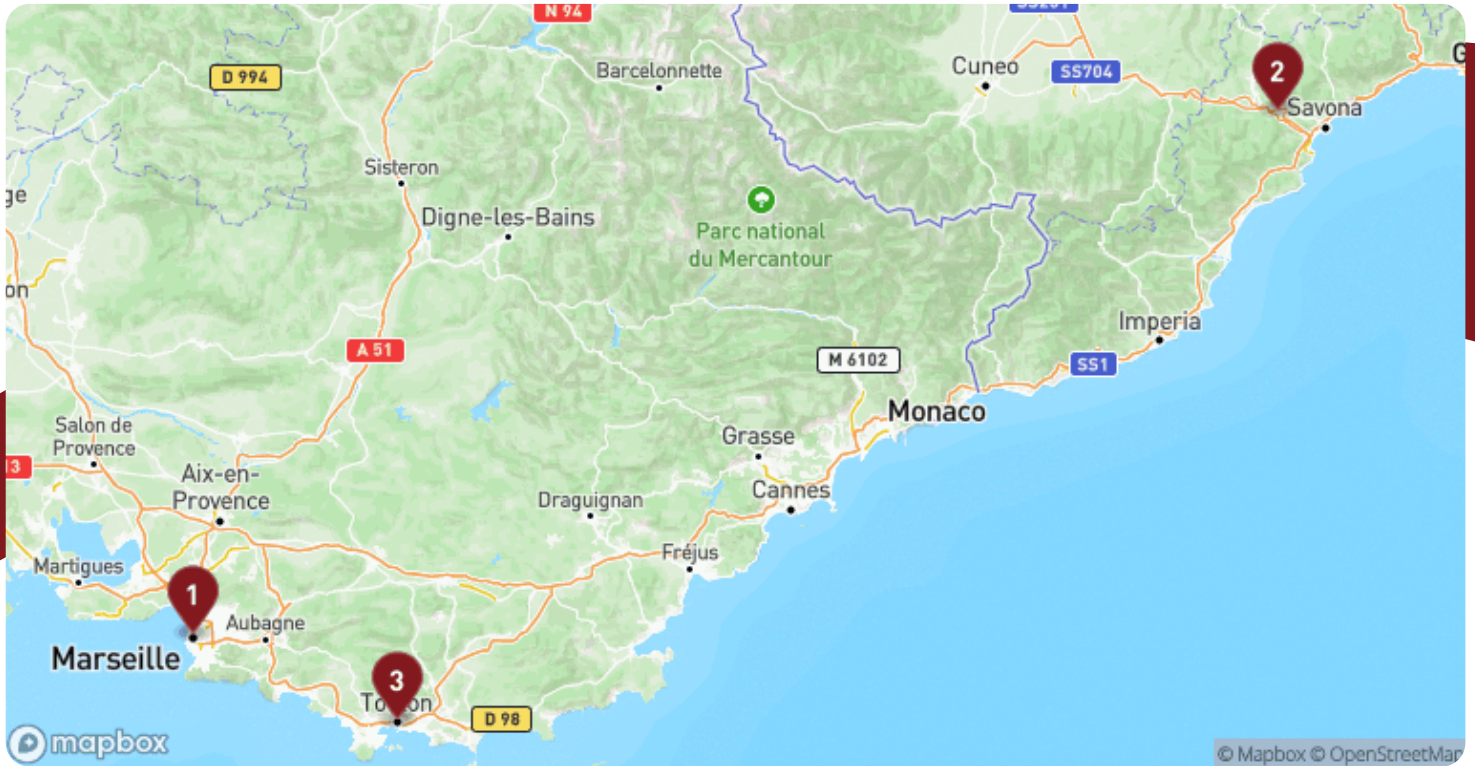 N 94
D 994
Barcelonnette
Cuneo
SS704
2
Savona
Sisteron
Digne-les-Bains
Parc national
du Mercantour
A 51
M 6102
Imperia
SS1
Monaco
Salon de
Provence
Grasse
Aix-en-
Provence
Cannes
Draguignan
Fréjus
Martigues
1
Aubagne
Marseille
3
D 98
mapbox
© Mapbox © OpenStreetMap